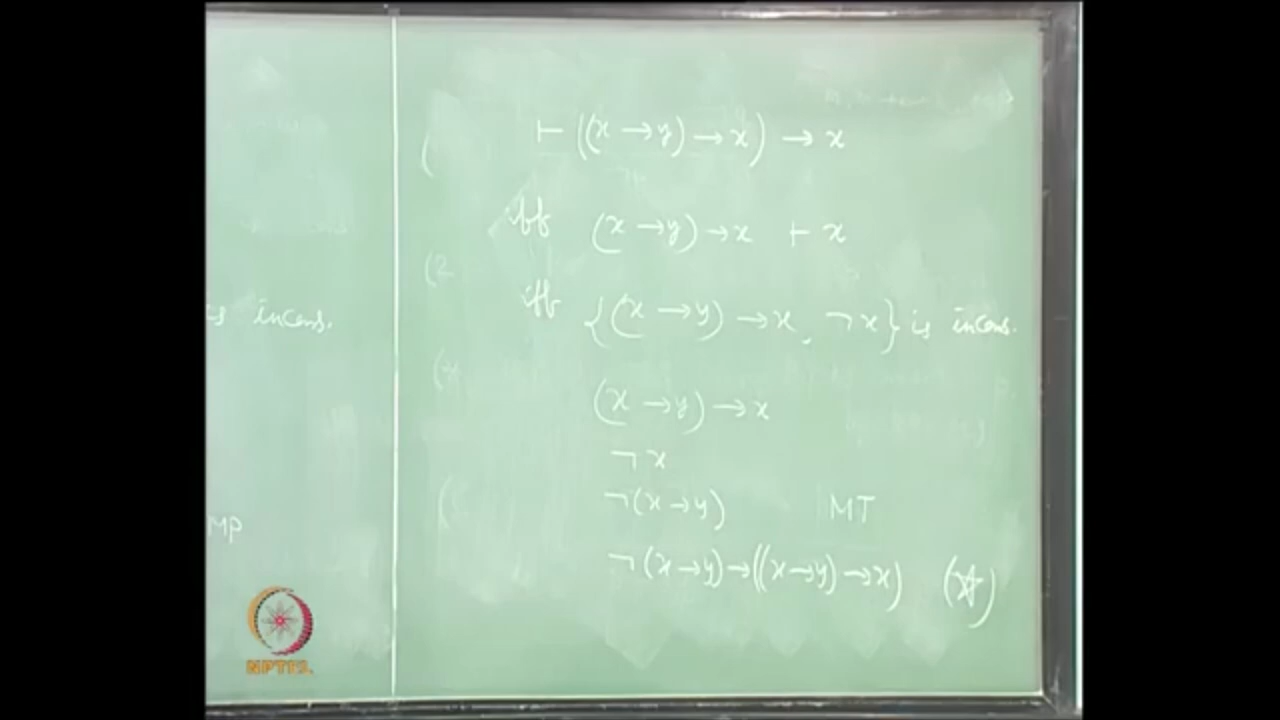 ⊢ ((x → y) → x) → x
iff (x → y) → x ⊢ x
iff {(x → y) → x, ¬x} is incons.
is incons.
(x → y) → x
¬x
¬(x → y) MT
MP
¬(x → y) → ((x → y) → x) (☆)
NPTEL